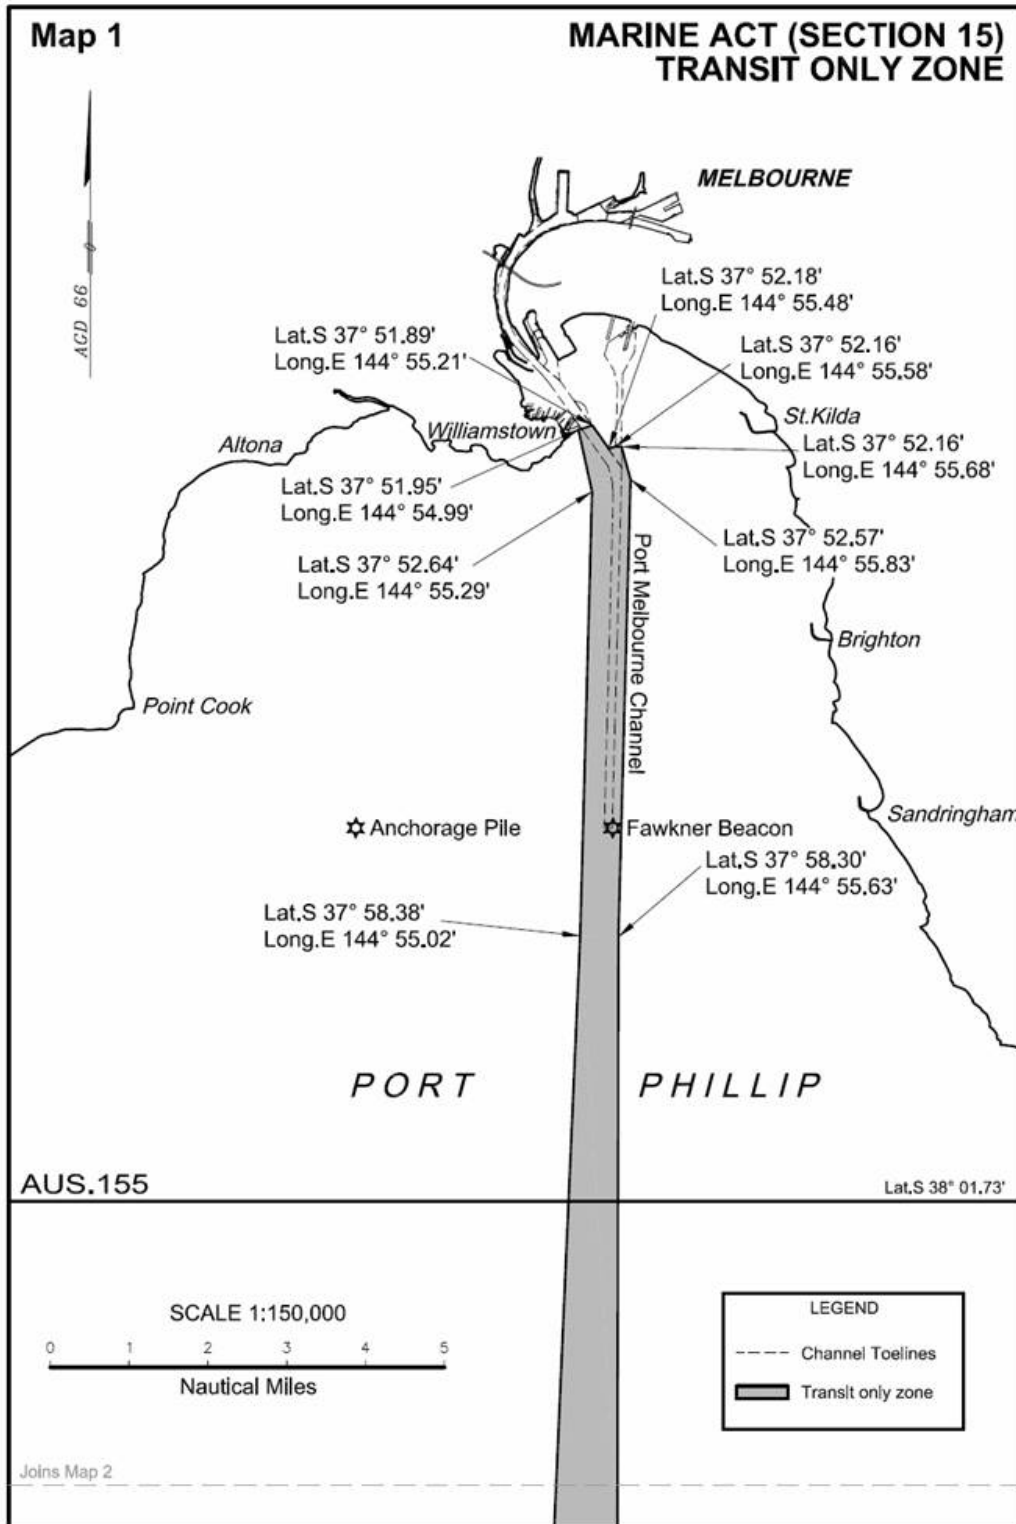 Map 1
MARINE ACT (SECTION 15)
TRANSIT ONLY ZONE
MELBOURNE
AGD 66
Lat.S 37° 52.18'
Long.E 144° 55.48'
Lat.S 37° 51.89'
Long.E 144° 55.21'
Lat.S 37° 52.16'
Long.E 144° 55.58'
St.Kilda
Williamstown
Altona
Lat.S 37° 52.16'
Long.E 144° 55.68'
Lat.S 37° 51.95'
Long.E 144° 54.99'
Lat.S 37° 52.57'
Long.E 144° 55.83'
Lat.S 37° 52.64'
Long.E 144° 55.29'
Port Melbourne Channel
Brighton
Point Cook
Sandringham
Anchorage Pile
Fawkner Beacon
Lat.S 37° 58.30'
Long.E 144° 55.63'
Lat.S 37° 58.38'
Long.E 144° 55.02'
PORT PHILLIP
AUS.155
Lat.S 38° 01.73'
SCALE 1:150,000
0 1 2 3 4 5
Nautical Miles
LEGEND
Channel Toelines
Transit only zone
Joins Map 2